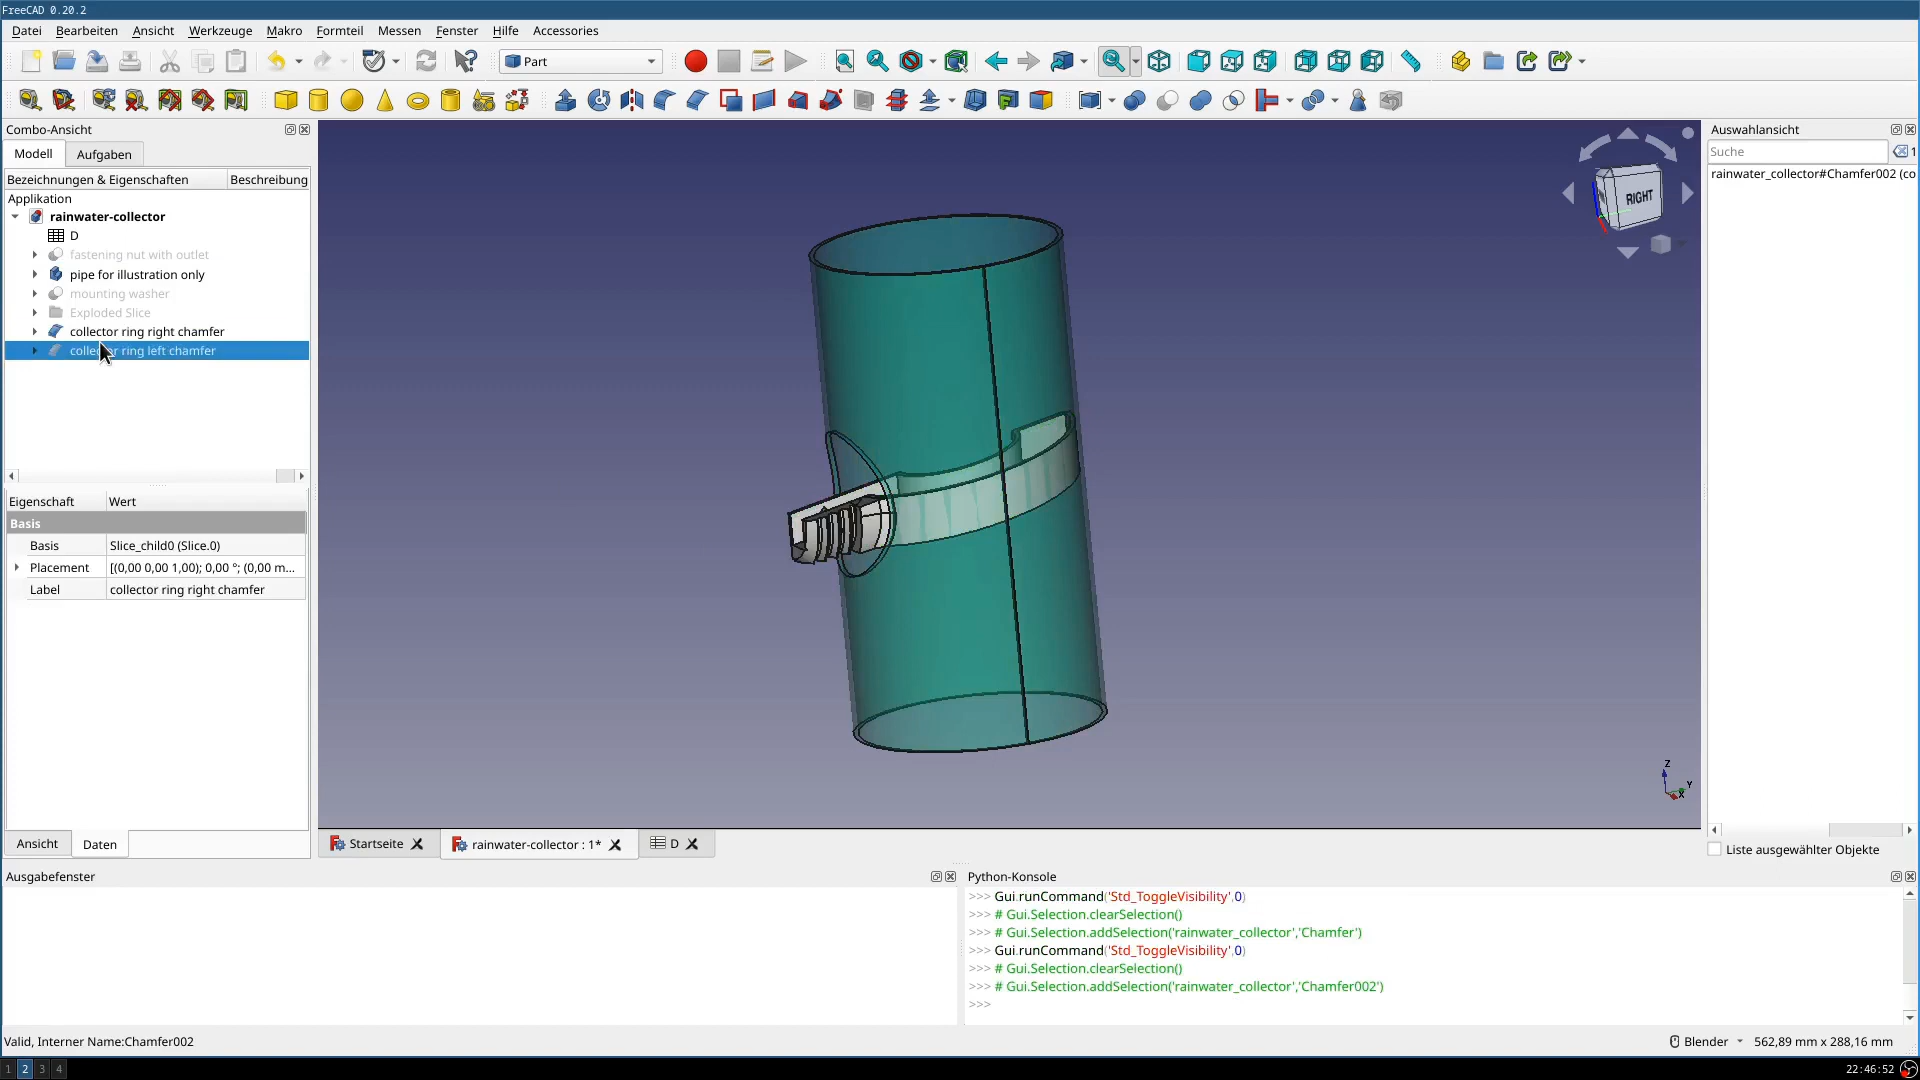 FreeCAD 0.20.2
Datei Bearbeiten Ansicht Werkzeuge Makro Formteil Messen Fenster Hilfe Accessories
Part
Combo-Ansicht
Modell Aufgaben
Bezeichnungen & Eigenschaften Beschreibung
Applikation
rainwater-collector
D
fastening nut with outlet
pipe for illustration only
mounting washer
Exploded Slice
collector ring right chamfer
collector ring left chamfer
Eigenschaft Wert
Basis
Basis Slice_child0 (Slice.0)
Placement [(0,00 0,00 1,00); 0,00 °; (0,00 m...
Label collector ring right chamfer
Ansicht Daten
RIGHT
Z
Y
X
Startseite rainwater-collector : 1* D
Auswahlansicht
Suche
1
rainwater_collector#Chamfer002 (co
Liste ausgewählter Objekte
Ausgabefenster
Python-Konsole
>>> Gui.runCommand('Std_ToggleVisibility',0)
>>> # Gui.Selection.clearSelection()
>>> # Gui.Selection.addSelection('rainwater_collector','Chamfer')
>>> Gui.runCommand('Std_ToggleVisibility',0)
>>> # Gui.Selection.clearSelection()
>>> # Gui.Selection.addSelection('rainwater_collector','Chamfer002')
>>>
Valid, Interner Name:Chamfer002
Blender 562,89 mm x 288,16 mm
1 2 3 4
22:46:52